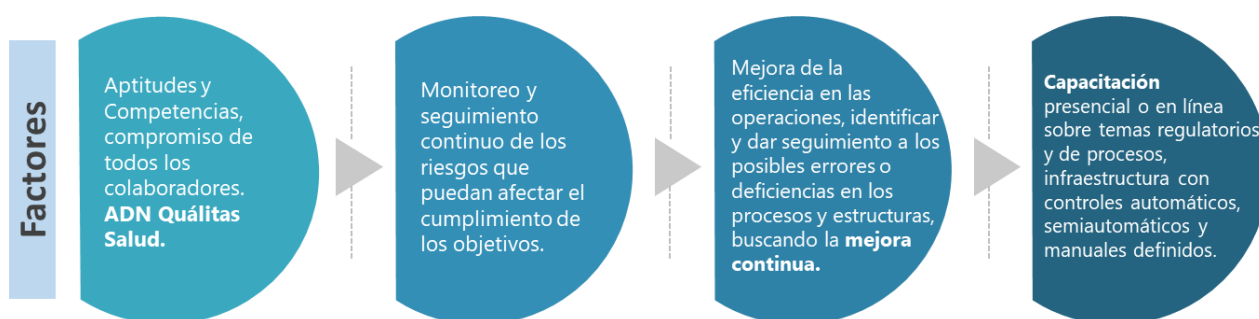 Factores
Aptitudes y
Competencias,
compromiso de
todos los
colaboradores.
ADN Quálitas
Salud.
Monitoreo y
seguimiento
continuo de los
riesgos que
puedan afectar el
cumplimiento de
los objetivos.
Mejora de la
eficiencia en las
operaciones, identificar
y dar seguimiento a los
posibles errores o
deficiencias en los
procesos y estructuras,
buscando la mejora
continua.
Capacitación
presencial o en línea
sobre temas regulatorios
y de procesos,
infraestructura con
controles automáticos,
semiautomáticos y
manuales definidos.